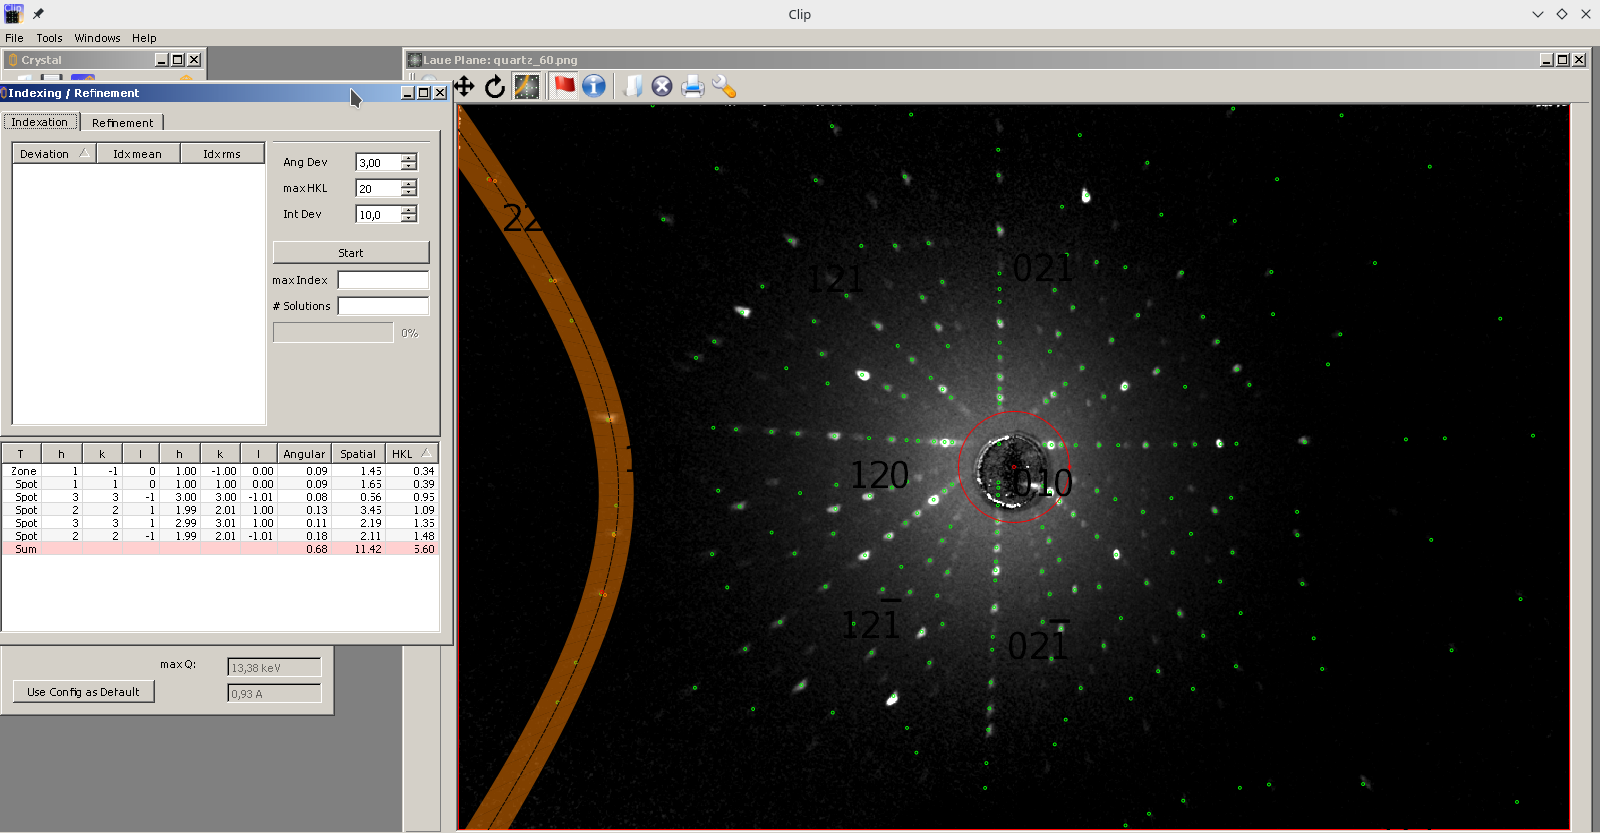 Clip
File Tools Windows Help
Crystal
Laue Plane: quartz_60.png
Indexing / Refinement
Indexation Refinement
Deviation Idxmean Idxrms
Ang Dev 3,00
maxHKL 20
Int Dev 10,0
Start
maxIndex
# Solutions
0%
T h k l h k l Angular Spatial HKL
Zone 1 -1 0 1.00 -1.00 0.00 0.09 1.45 0.34
Spot 1 1 0 1.00 1.00 0.00 0.09 1.65 0.39
Spot 3 3 -1 3.00 3.00 -1.01 0.08 0.56 0.95
Spot 2 2 1 1.99 2.01 1.00 0.13 3.45 1.09
Spot 3 3 1 2.99 3.01 1.00 0.11 2.19 1.35
Spot 2 2 -1 1.99 2.01 -1.01 0.18 2.11 1.48
Sum 0.68 11.42 5.60
maxQ: 13,38 keV
Use Config as Default 0,93 A
22
121 021
120 010
121̅ 021̅